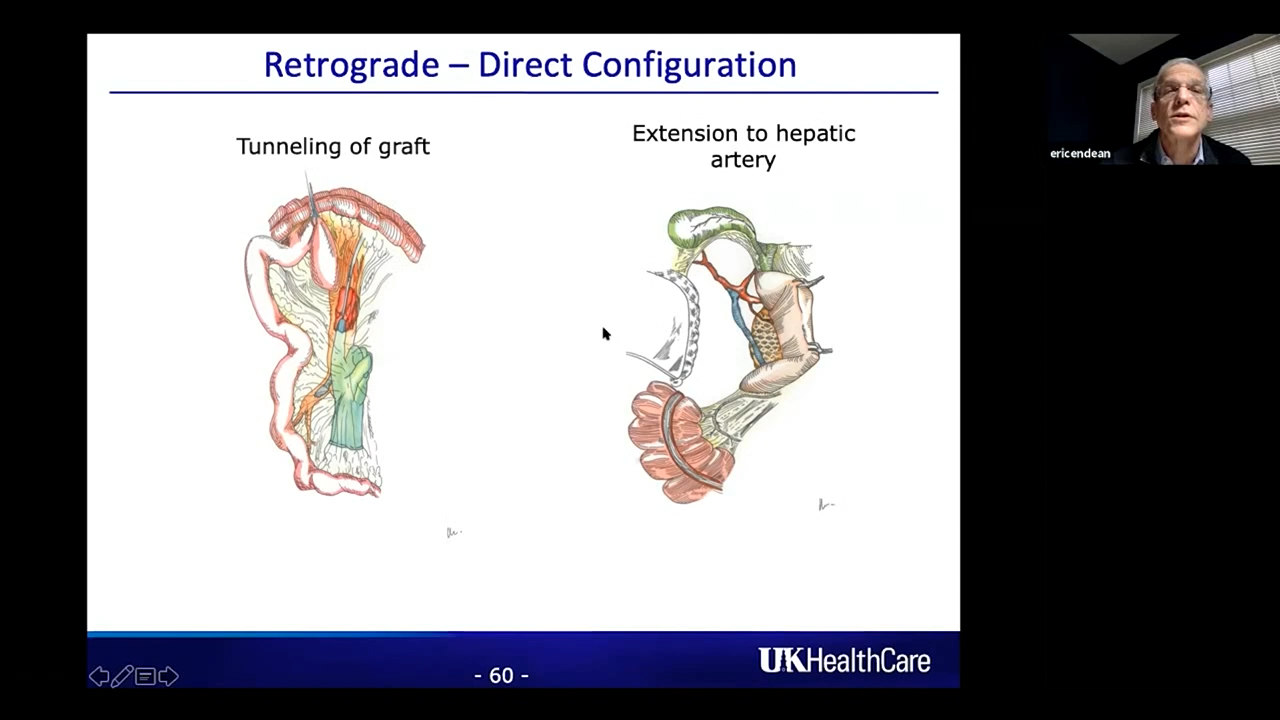 Retrograde – Direct Configuration
Tunneling of graft
Extension to hepatic
artery
ericendean
- 60 -
UKHealthCare